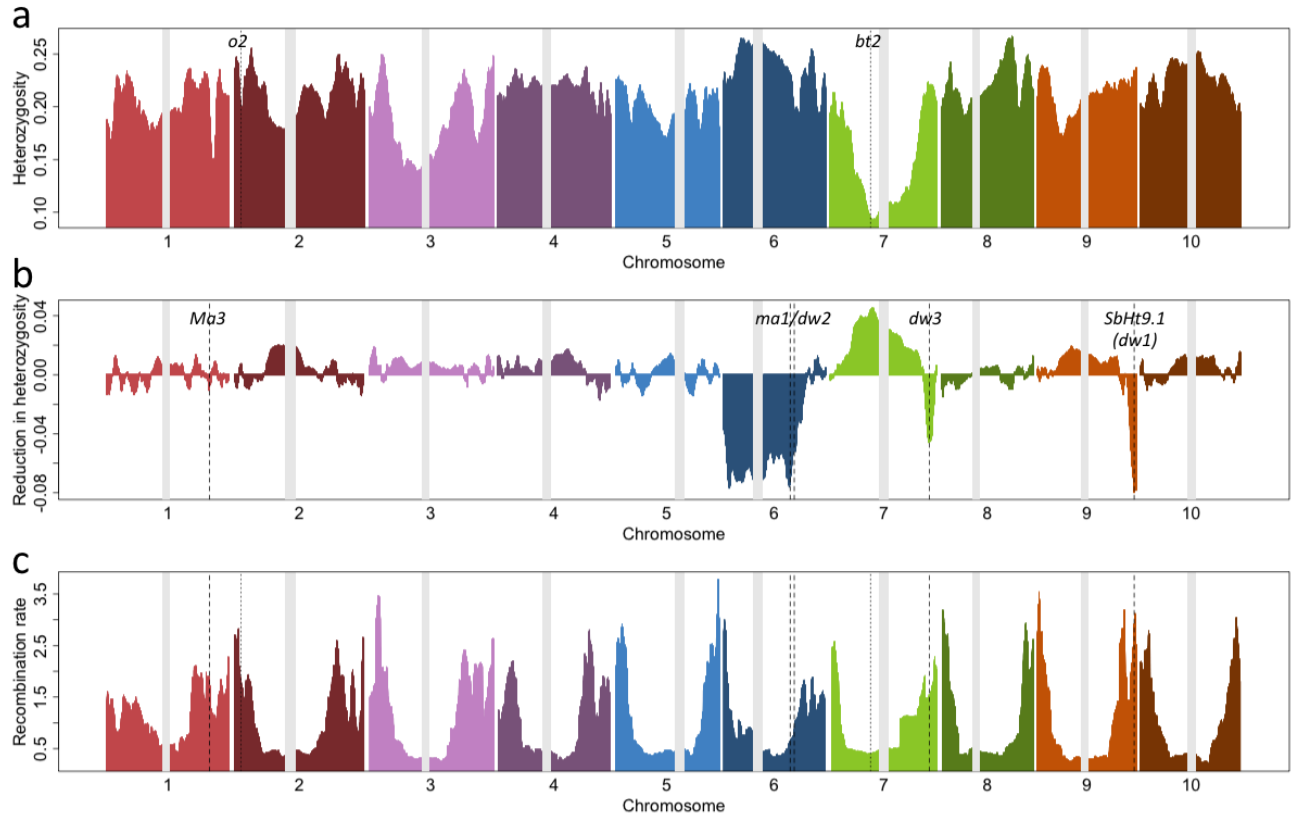 a
Heterozygosity
0.25
0.20
0.15
0.10
o2
bt2
1 2 3 4 5 6 7 8 9 10
Chromosome
b
Reduction in heterozygosity
0.04
0.00
-0.04
-0.08
Ma3
ma1/dw2
dw3
SbHt9.1
(dw1)
1 2 3 4 5 6 7 8 9 10
Chromosome
c
Recombination rate
3.5
2.5
1.5
0.5
1 2 3 4 5 6 7 8 9 10
Chromosome